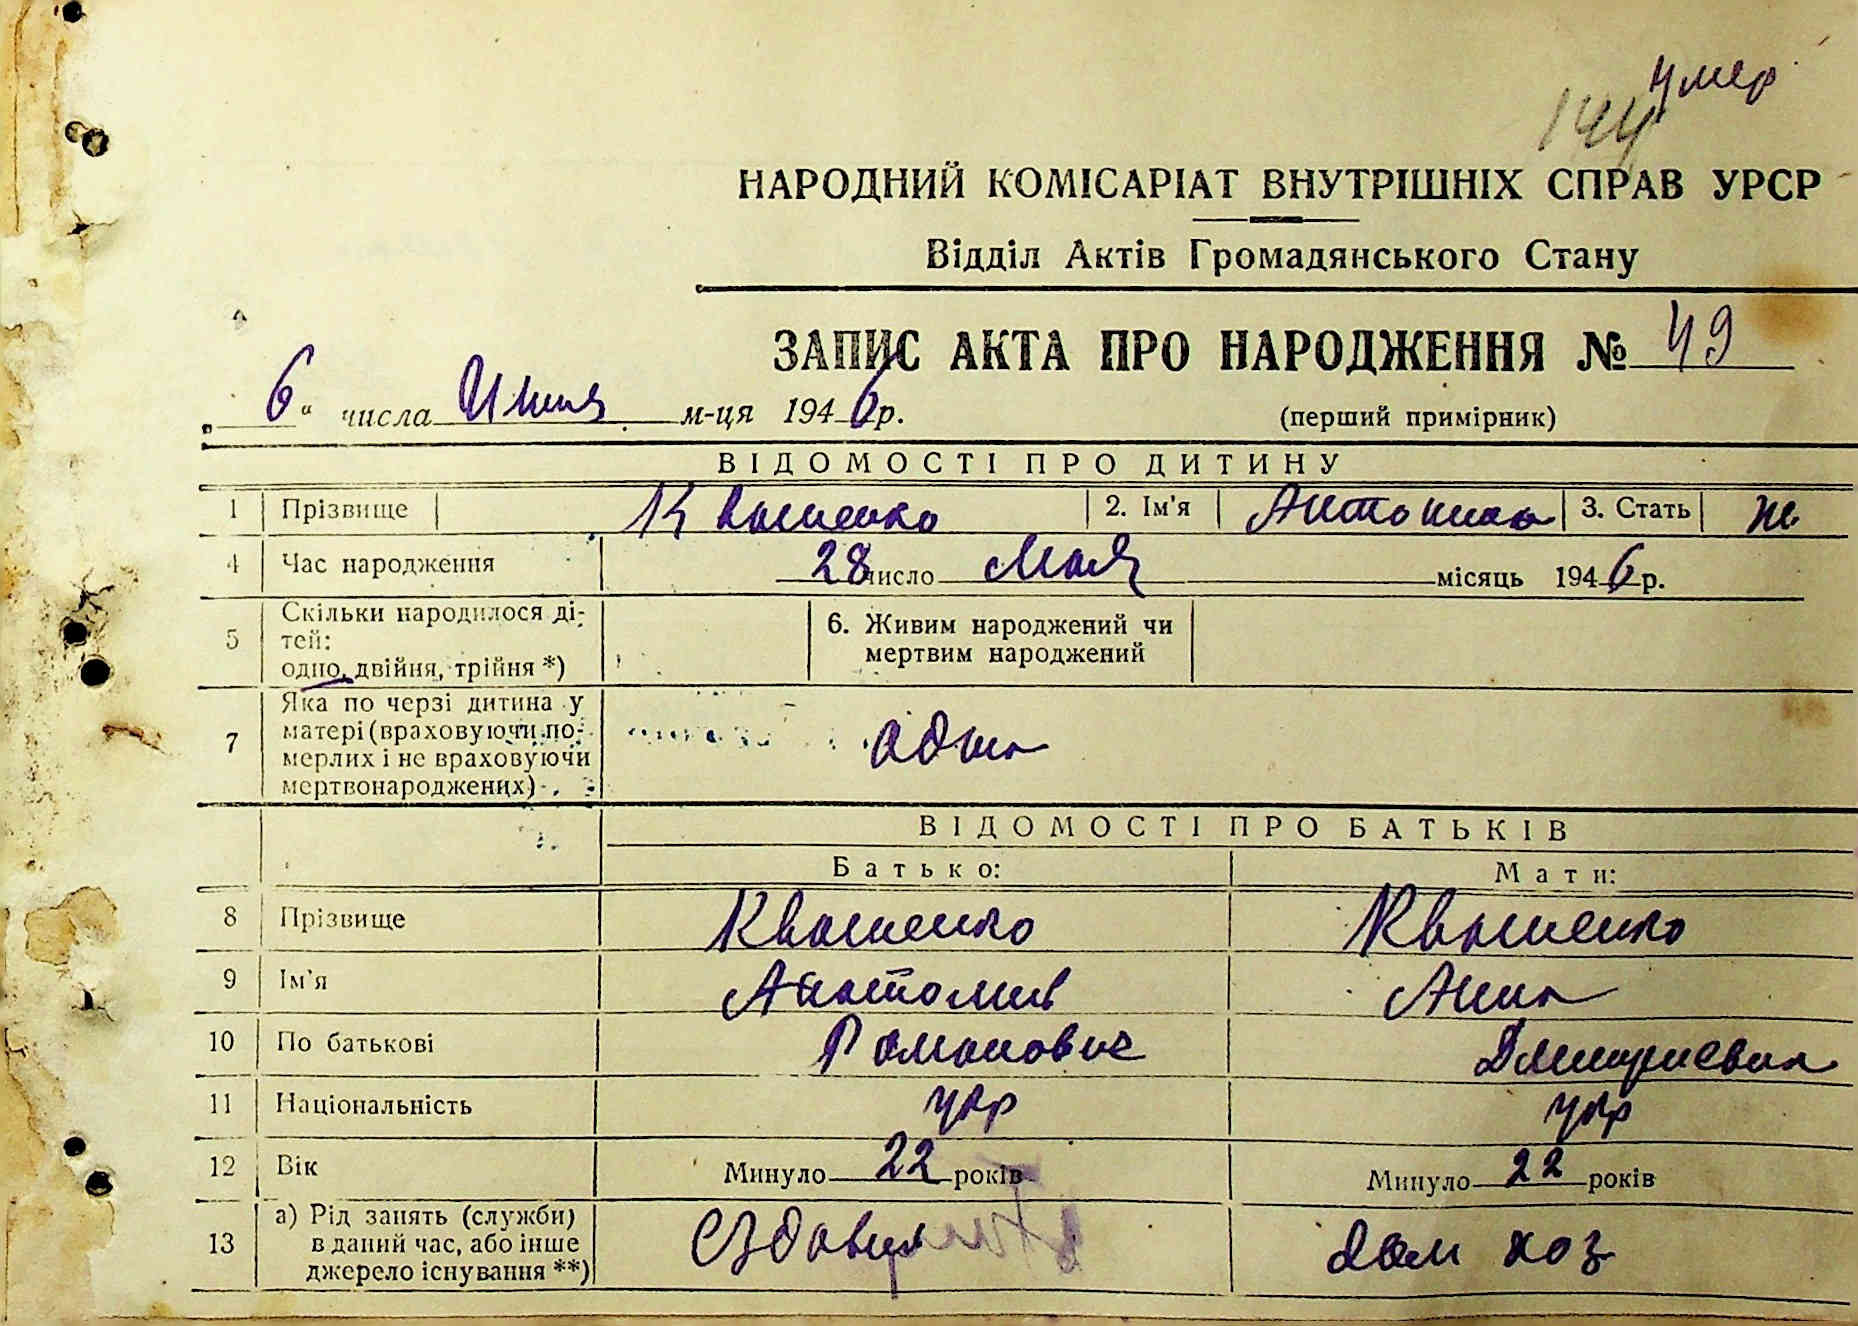 умер
144
НАРОДНИЙ КОМІСАРІАТ ВНУТРІШНІХ СПРАВ УРСР
Відділ Актів Громадянського Стану
ЗАПИС АКТА ПРО НАРОДЖЕННЯ № 49
„ 6 “ числа Июня м-ця 1946 р.
(перший примірник)
ВІДОМОСТІ ПРО ДИТИНУ
1 Прізвище Квашенко 2. Ім'я Антонина 3. Стать ж
4 Час народження 28 число Мая місяць 1946 р.
5 Скільки народилося ді-
тей:
одно, двійня, трійня *)
6. Живим народжений чи
мертвим народжений
7 Яка по черзі дитина у
матері (враховуючи по-
мерлих і не враховуючи
мертвонароджених)
одна
ВІДОМОСТІ ПРО БАТЬКІВ
Батько: Мати:
8 Прізвище Квашенко Квашенко
9 Ім'я Анатолий Анна
10 По батькові Романович Дмитриевна
11 Національність укр укр
12 Вік Минуло 22 років Минуло 22 років
13 а) Рід занять (служби)
в даний час, або інше
джерело існування **)
Ездовый дом хоз